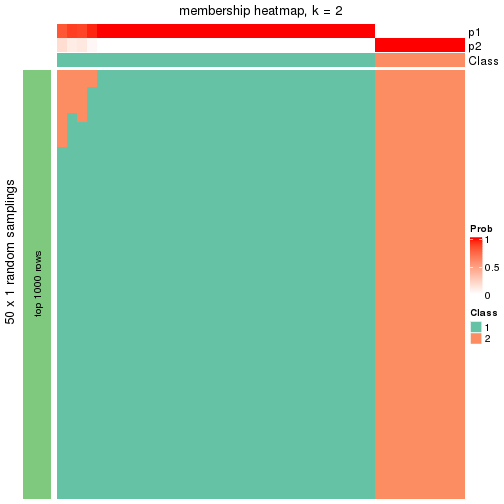 membership heatmap, k = 2
p1
p2
Class
50 x 1 random samplings
top 1000 rows
Prob
1
0.5
0
Class
1
2